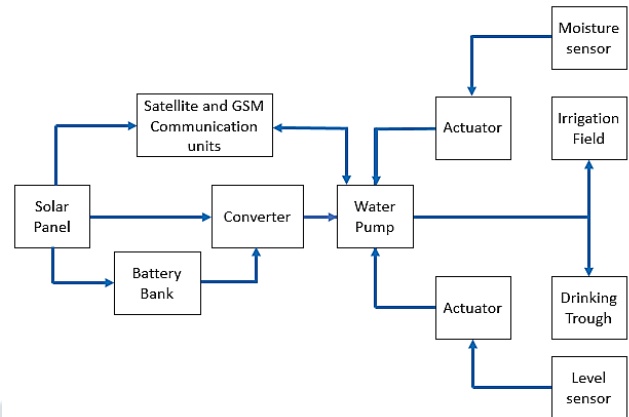 Moisture
sensor
Satellite and GSM
Communication
units
Actuator
Irrigation
Field
Solar
Panel
Converter
Water
Pump
Battery
Bank
Actuator
Drinking
Trough
Level
sensor